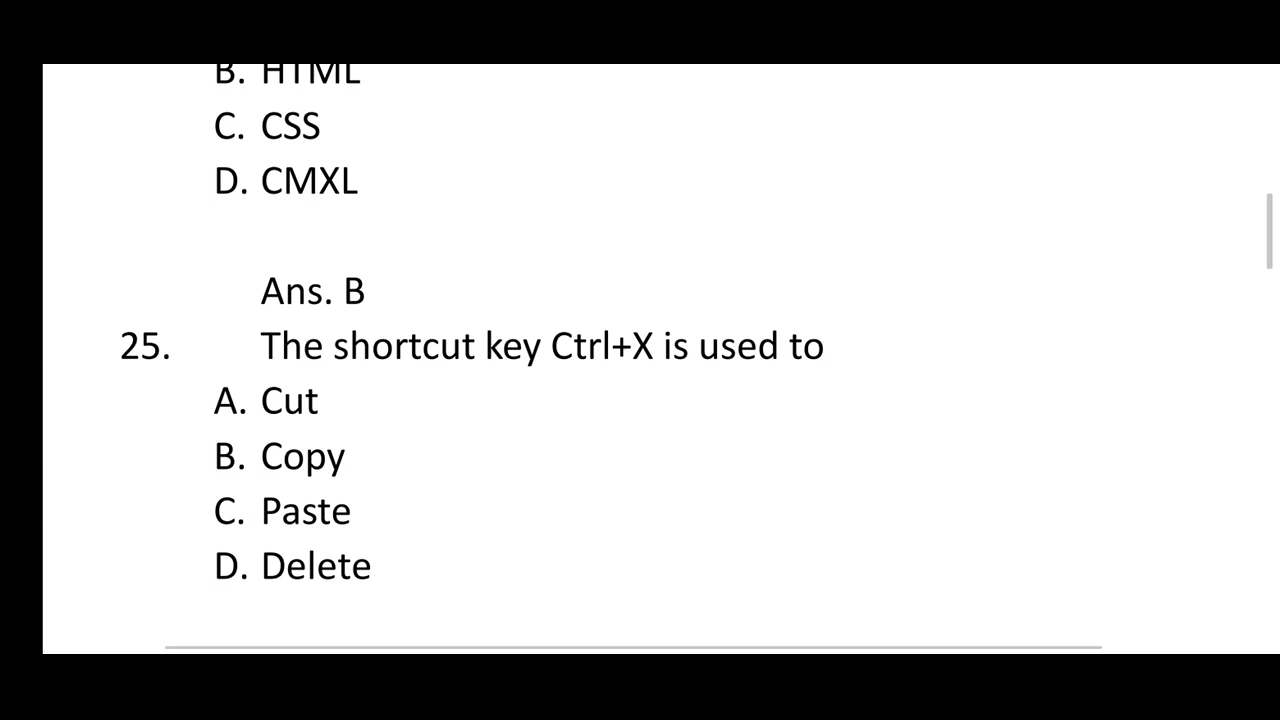 B. HTML
C. CSS
D. CMXL
Ans. B
25. The shortcut key Ctrl+X is used to
A. Cut
B. Copy
C. Paste
D. Delete